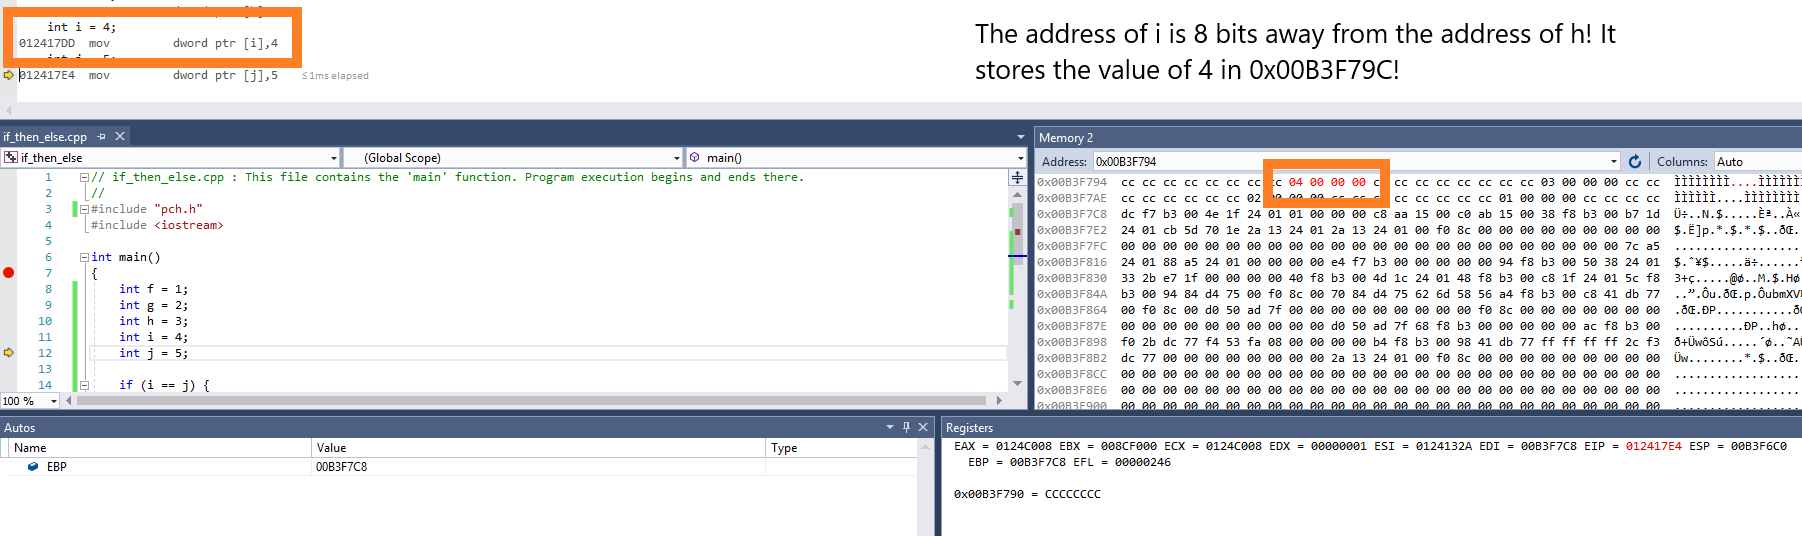 int i = 4;
012417DD mov dword ptr [i],4
012417E4 mov dword ptr [j],5 ≤1ms elapsed
The address of i is 8 bits away from the address of h! It
stores the value of 4 in 0x00B3F79C!
if_then_else.cpp
if_then_else (Global Scope) main()
1 // if_then_else.cpp : This file contains the 'main' function. Program execution begins and ends there.
2 //
3 #include "pch.h"
4 #include <iostream>
5
6 int main()
7 {
8 int f = 1;
9 int g = 2;
10 int h = 3;
11 int i = 4;
12 int j = 5;
13
14 if (i == j) {
100 %
Memory 2
Address: 0x00B3F794 Columns: Auto
0x00B3F794 cc cc cc cc cc cc cc cc 04 00 00 00 cc cc cc cc cc cc cc 03 00 00 00 cc cc
0x00B3F7AE cc cc cc cc cc cc 02 00 00 00 cc cc cc cc cc cc cc cc 01 00 00 00 cc cc cc cc
0x00B3F7C8 dc f7 b3 00 4e 1f 24 01 01 00 00 00 c8 aa 15 00 c0 ab 15 00 38 f8 b3 00 b7 1d
0x00B3F7E2 24 01 cb 5d 70 1e 2a 13 24 01 2a 13 24 01 00 f0 8c 00 00 00 00 00 00 00 00 00
0x00B3F7FC 00 00 00 00 00 00 00 00 00 00 00 00 00 00 00 00 00 00 00 00 00 00 00 00 7c a5
0x00B3F816 24 01 88 a5 24 01 00 00 00 00 e4 f7 b3 00 00 00 00 00 94 f8 b3 00 50 38 24 01
0x00B3F830 33 2b e7 1f 00 00 00 00 40 f8 b3 00 4d 1c 24 01 48 f8 b3 00 c8 1f 24 01 5c f8
0x00B3F84A b3 00 94 84 d4 75 00 f0 8c 00 70 84 d4 75 62 6d 58 56 a4 f8 b3 00 c8 41 db 77
0x00B3F864 00 f0 8c 00 d0 50 ad 7f 00 00 00 00 00 00 00 00 00 f0 8c 00 00 00 00 00 00 00
0x00B3F87E 00 00 00 00 00 00 00 00 00 00 d0 50 ad 7f 68 f8 b3 00 00 00 00 00 ac f8 b3 00
0x00B3F898 f0 2b dc 77 f4 53 fa 08 00 00 00 00 b4 f8 b3 00 98 41 db 77 ff ff ff ff 2c f3
0x00B3F8B2 dc 77 00 00 00 00 00 00 00 00 2a 13 24 01 00 f0 8c 00 00 00 00 00 00 00 00 00
0x00B3F8CC 00 00 00 00 00 00 00 00 00 00 00 00 00 00 00 00 00 00 00 00 00 00 00 00 00 00
0x00B3F8E6 00 00 00 00 00 00 00 00 00 00 00 00 00 00 00 00 00 00 00 00 00 00 00 00 00 00
0x00B3F900 00 00 00 00 00 00 00 00 00 00 00 00 00 00 00 00 00 00 00 00 00 00 00 00 00 00
Autos
Name Value Type
EBP 00B3F7C8
Registers
EAX = 0124C008 EBX = 008CF000 ECX = 0124C008 EDX = 00000001 ESI = 0124132A EDI = 00B3F7C8 EIP = 012417E4 ESP = 00B3F6C0
EBP = 00B3F7C8 EFL = 00000246
0x00B3F790 = CCCCCCCC